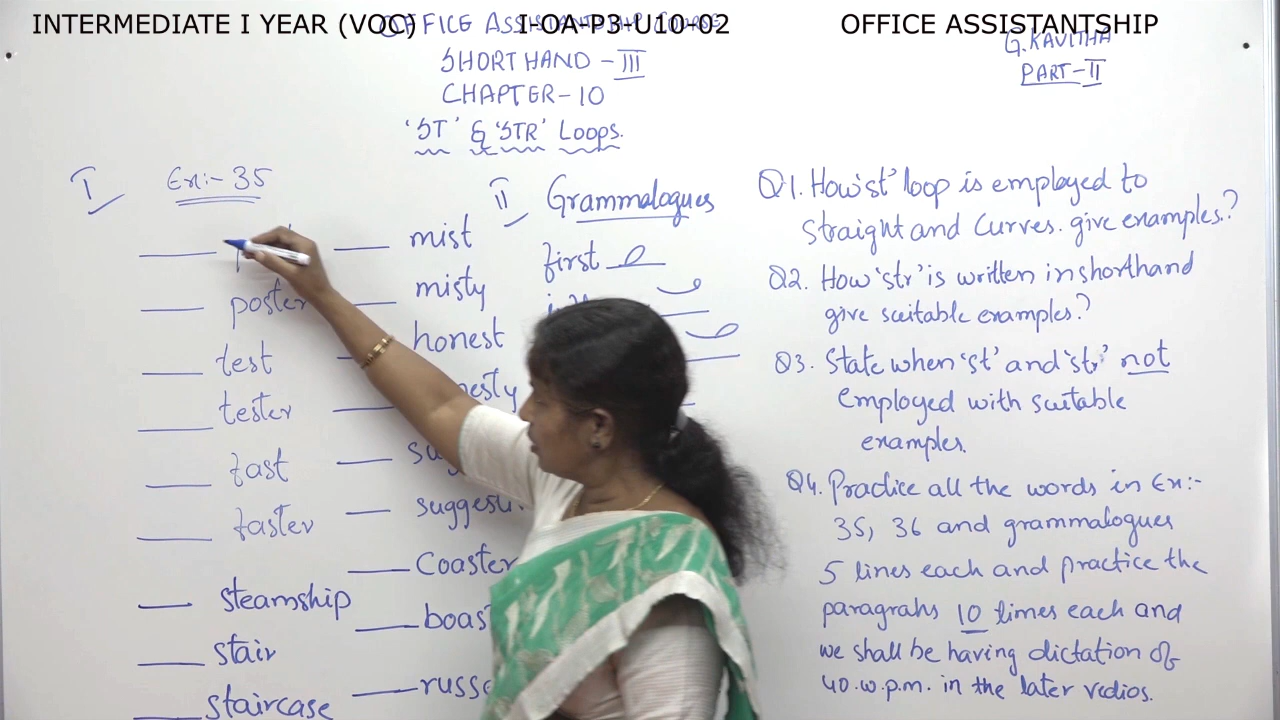 INTERMEDIATE I YEAR (VOC) I-OA-P3-U10-02 OFFICE ASSISTANTSHIP
OFFICE ASSISTANTSHIP COURSE
SHORTHAND - III
CHAPTER-10
'ST' & 'STR' Loops.
G. KAVITHA
PART-II
I
Ex:- 35
poster
test
tester
fast
faster
steamship
stair
staircase
mist
misty
honest
Coaster
II Grammalogues
first
Q1. How 'st' loop is employed to
Straight and Curves. give examples.?
Q2. How 'str' is written in shorthand
give suitable examples.?
Q3. State when 'st' and 'str' not
employed with suitable
examples.
Q4. Practice all the words in Ex:-
35, 36 and grammalogues
5 lines each and practice the
paragrahs 10 times each and
we shall be having dictation of
40.w.p.m. in the later vedios.